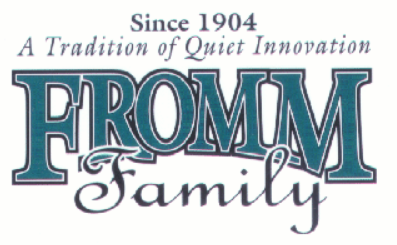 Since 1904
A Tradition of Quiet Innovation
FROMM
Family